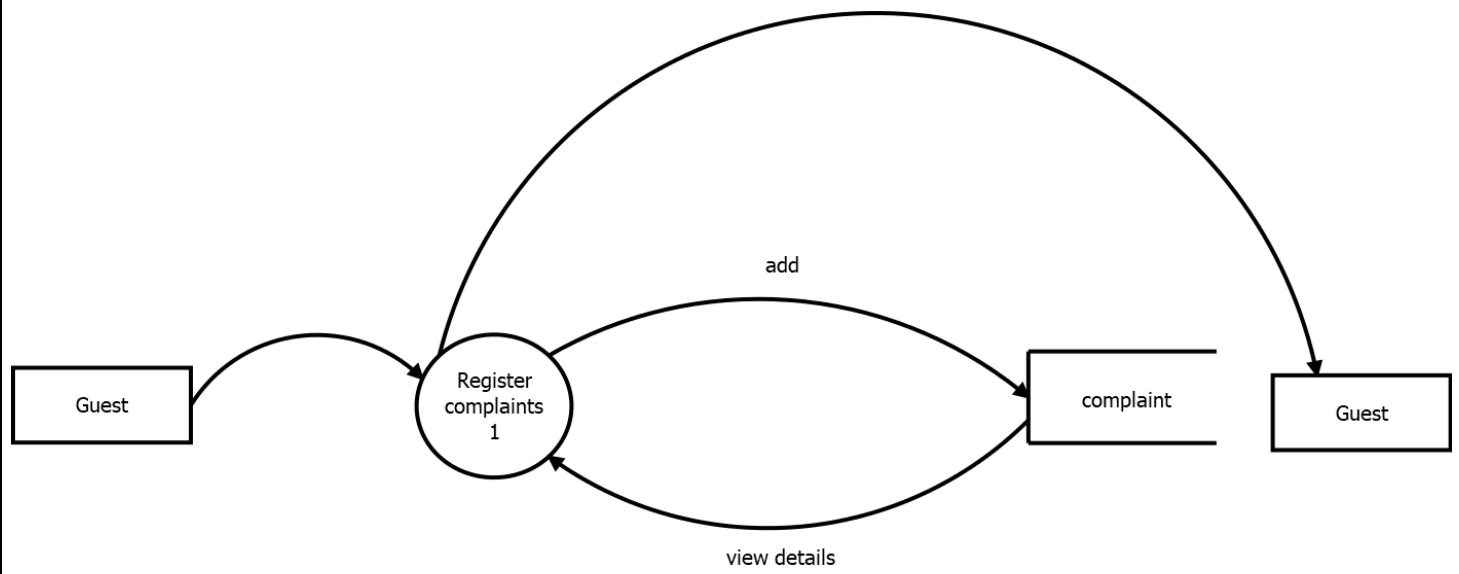 add
Guest
Register
complaints
1
complaint
Guest
view details